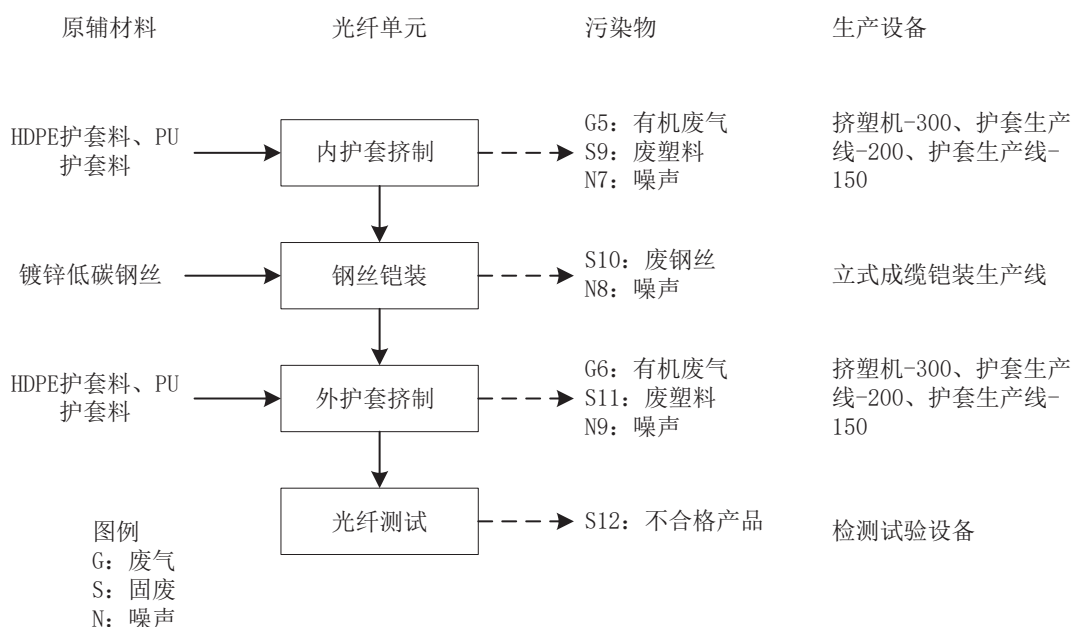 原辅材料
光纤单元
污染物
生产设备
HDPE护套料、PU
护套料
内护套挤制
G5：有机废气
S9：废塑料
N7：噪声
挤塑机-300、护套生产
线-200、护套生产线-
150
镀锌低碳钢丝
钢丝铠装
S10：废钢丝
N8：噪声
立式成缆铠装生产线
HDPE护套料、PU
护套料
外护套挤制
G6：有机废气
S11：废塑料
N9：噪声
挤塑机-300、护套生产
线-200、护套生产线-
150
光纤测试
S12：不合格产品
检测试验设备
图例
G：废气
S：固废
N：噪声